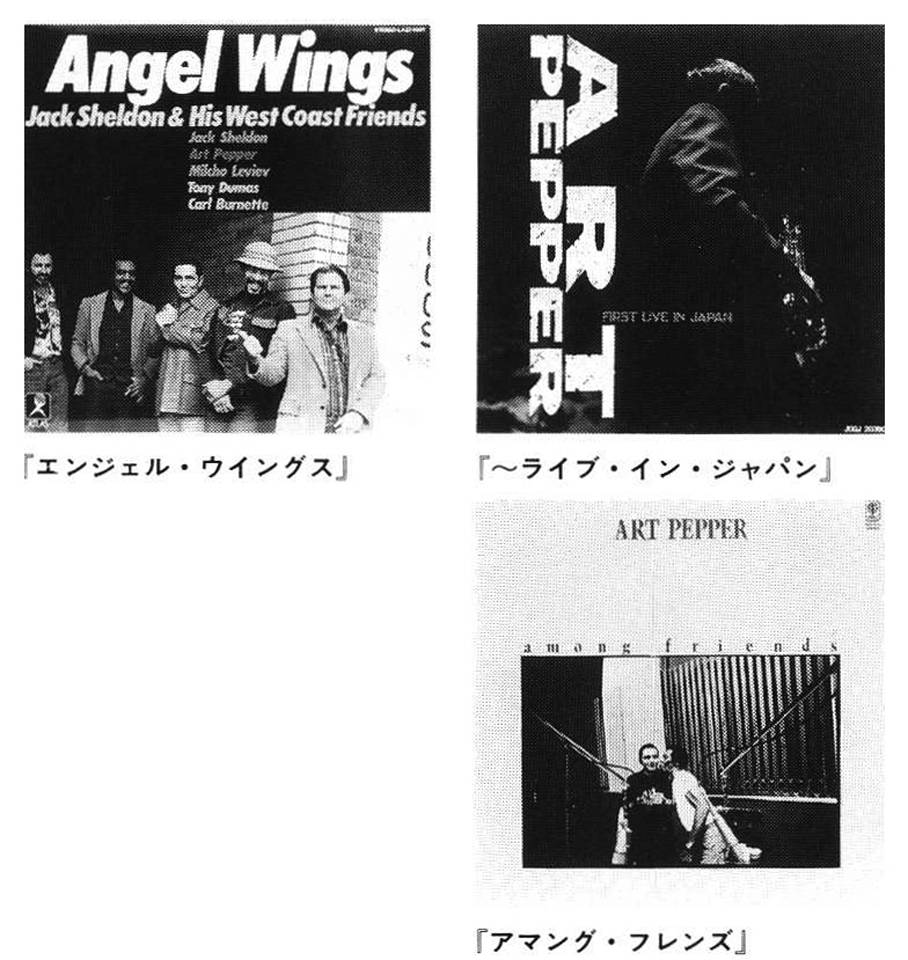 Angel Wings
Jack Sheldon & His West Coast Friends
Jack Sheldon
Art Pepper
Milcho Leviev
Tony Dumas
Carl Burnette
ATLAS
『エンジェル・ウイングス』
ART
PEPPER
FIRST LIVE IN JAPAN
『〜ライブ・イン・ジャパン』
ART PEPPER
among friends
『アマング・フレンズ』